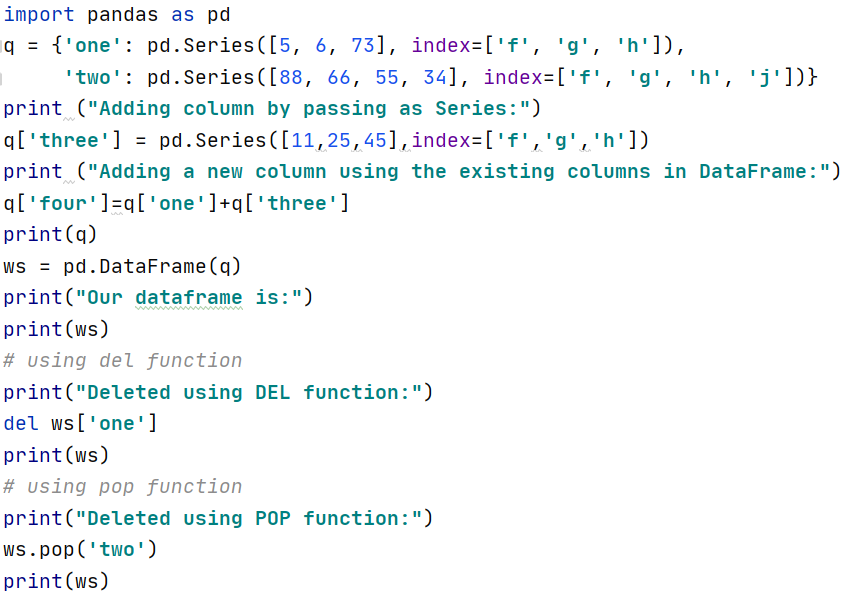 import pandas as pd
q = {'one': pd.Series([5, 6, 73], index=['f', 'g', 'h']),
     'two': pd.Series([88, 66, 55, 34], index=['f', 'g', 'h', 'j'])}
print ("Adding column by passing as Series:")
q['three'] = pd.Series([11,25,45],index=['f','g','h'])
print ("Adding a new column using the existing columns in DataFrame:")
q['four']=q['one']+q['three']
print(q)
ws = pd.DataFrame(q)
print("Our dataframe is:")
print(ws)
# using del function
print("Deleted using DEL function:")
del ws['one']
print(ws)
# using pop function
print("Deleted using POP function:")
ws.pop('two')
print(ws)